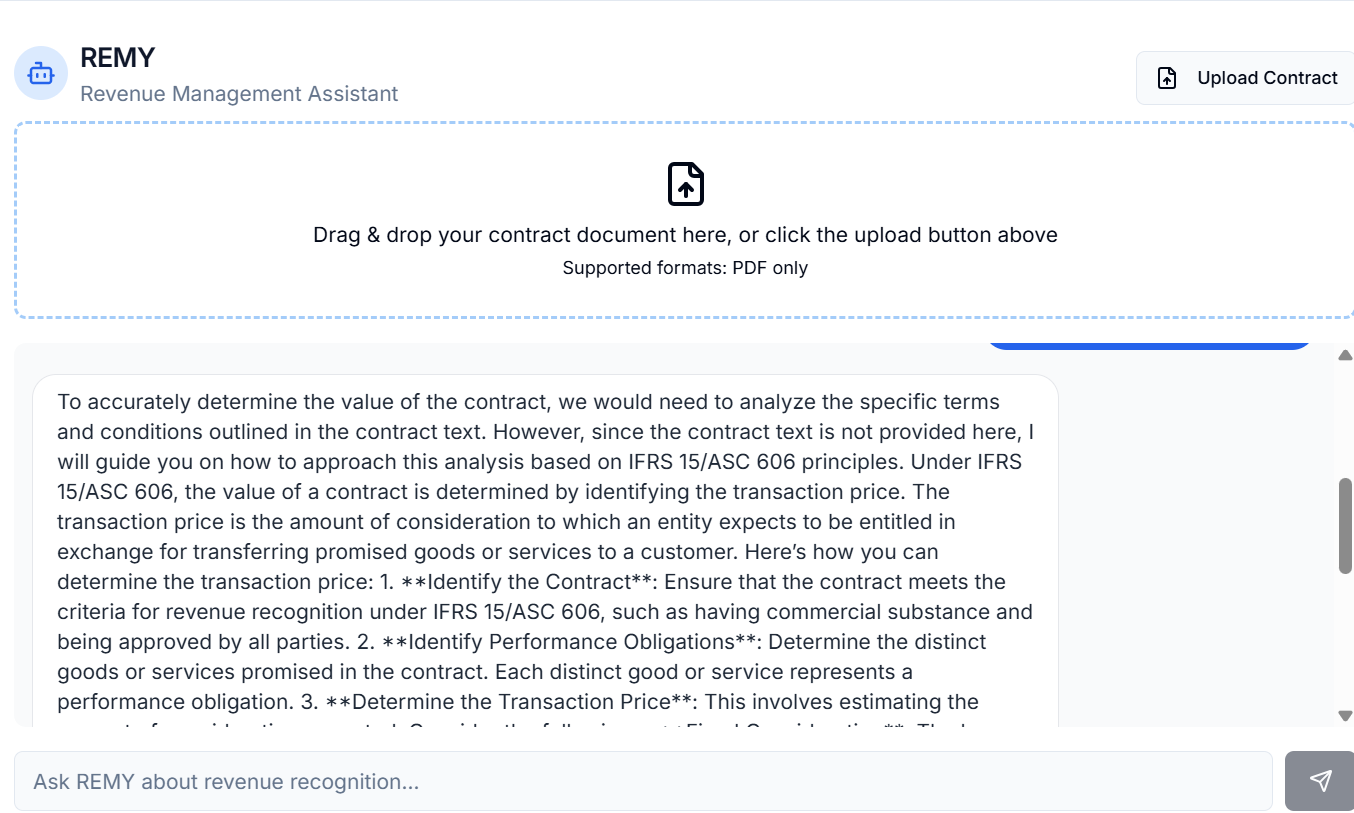 REMY
Revenue Management Assistant
Upload Contract
Drag & drop your contract document here, or click the upload button above
Supported formats: PDF only
To accurately determine the value of the contract, we would need to analyze the specific terms
and conditions outlined in the contract text. However, since the contract text is not provided here, I
will guide you on how to approach this analysis based on IFRS 15/ASC 606 principles. Under IFRS
15/ASC 606, the value of a contract is determined by identifying the transaction price. The
transaction price is the amount of consideration to which an entity expects to be entitled in
exchange for transferring promised goods or services to a customer. Here’s how you can
determine the transaction price: 1. **Identify the Contract**: Ensure that the contract meets the
criteria for revenue recognition under IFRS 15/ASC 606, such as having commercial substance and
being approved by all parties. 2. **Identify Performance Obligations**: Determine the distinct
goods or services promised in the contract. Each distinct good or service represents a
performance obligation. 3. **Determine the Transaction Price**: This involves estimating the
Ask REMY about revenue recognition...